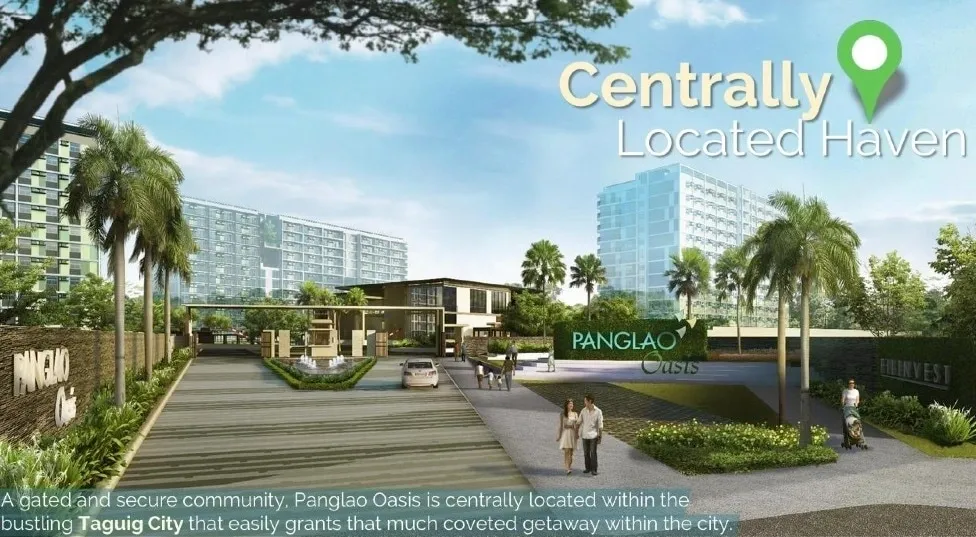 Centrally
Located Haven
PANGLAO
Oasis
PANGLAO
Oasis
FILINVEST
A gated and secure community, Panglao Oasis is centrally located within the
bustling Taguig City that easily grants that much coveted getaway within the city.